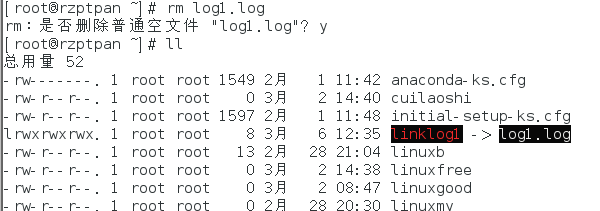 [root@rzptpan ~]# rm log1.log
rm：是否删除普通空文件 "log1.log"? y
[root@rzptpan ~]# ll
总用量 52
-rw-------. 1 root root 1549 2月   1 11:42 anaconda-ks.cfg
-rw-r--r--. 1 root root    0 3月   2 14:40 cuilaoshi
-rw-r--r--. 1 root root 1597 2月   1 11:48 initial-setup-ks.cfg
lrwxrwxrwx. 1 root root    8 3月   6 12:35 linklog1 -> log1.log
-rw-r--r--. 1 root root   13 2月  28 21:04 linuxb
-rw-r--r--. 1 root root    0 3月   2 14:38 linuxfree
-rw-r--r--. 1 root root    0 3月   2 08:47 linuxgood
-rw-r--r--. 1 root root    0 2月  28 20:30 linuxmy